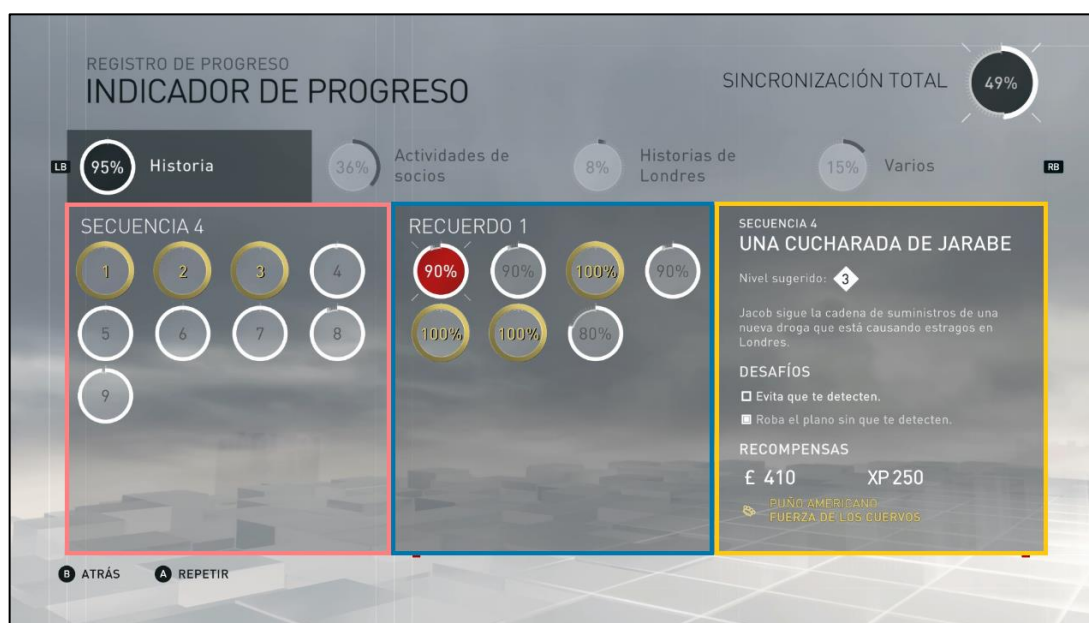 REGISTRO DE PROGRESO
INDICADOR DE PROGRESO
SINCRONIZACIÓN TOTAL
49%
LB
95%
Historia
36%
Actividades de
socios
8%
Historias de
Londres
15%
Varios
RB
SECUENCIA 4
1 2 3 4
5 6 7 8
9
RECUERDO 1
90% 90% 100% 90%
100% 100% 80%
SECUENCIA 4
UNA CUCHARADA DE JARABE
Nivel sugerido: 3
Jacob sigue la cadena de suministros de una
nueva droga que está causando estragos en
Londres.
DESAFÍOS
Evita que te detecten.
Roba el plano sin que te detecten.
RECOMPENSAS
£ 410 XP 250
PUÑO AMERICANO
FUERZA DE LOS CUERVOS
B ATRÁS A REPETIR